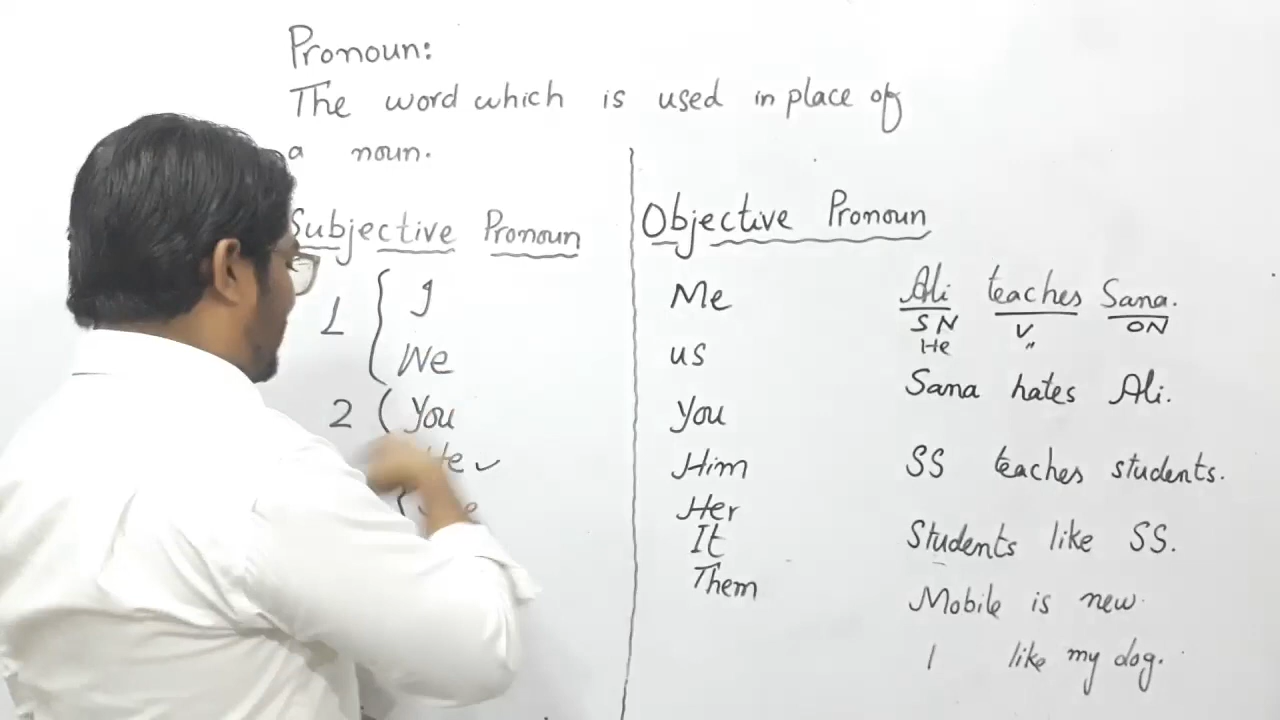 Pronoun:
The word which is used in place of
a noun.
Subjective Pronoun
1 { I
We
2 ( You
He ✓
Objective Pronoun
Me
us
You
Him
Her
It
Them
Ali teaches Sana.
SN V ON
He "
Sana hates Ali.
SS teaches students.
Students like SS.
Mobile is new.
I like my dog.